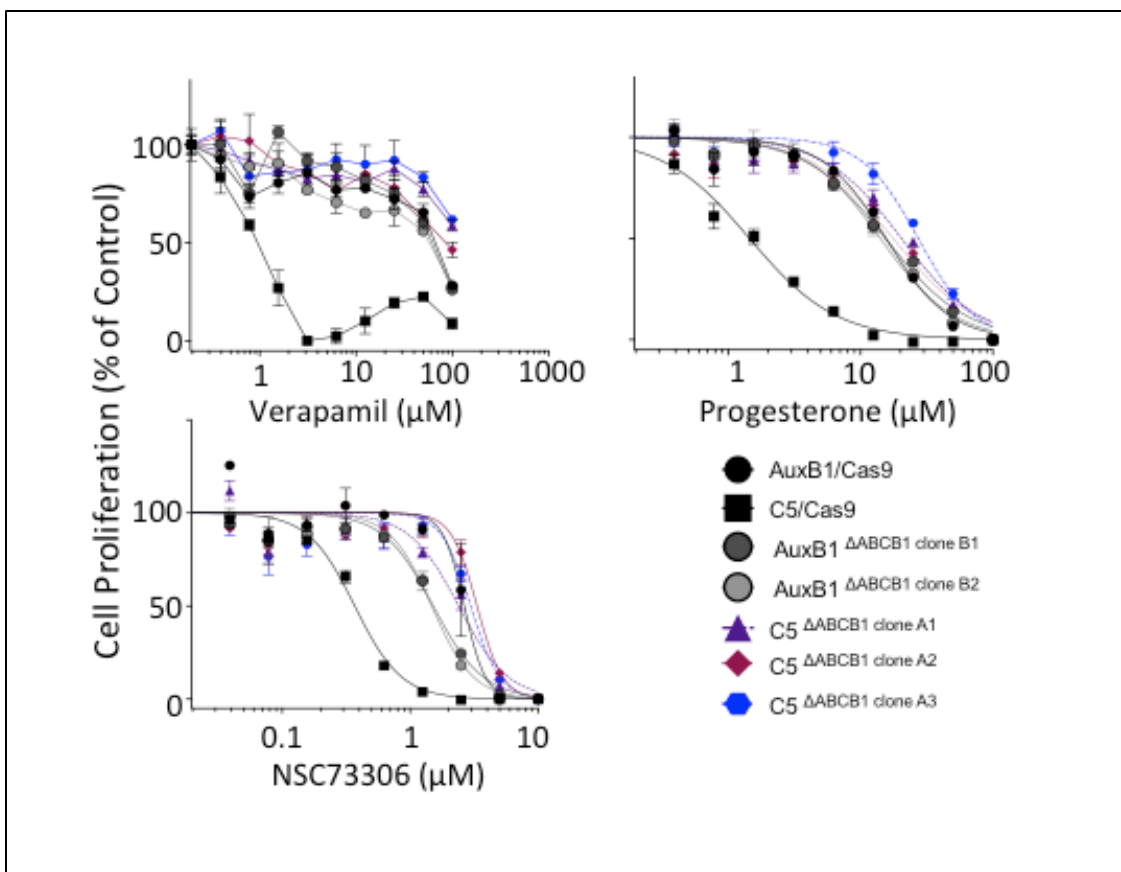 Cell Proliferation (% of Control)
100
50
0
1
10
100
1000
Verapamil (μM)
1
10
100
Progesterone (μM)
100
50
0
0.1
1
10
NSC73306 (μM)
AuxB1/Cas9
C5/Cas9
AuxB1 ΔABCB1 clone B1
AuxB1 ΔABCB1 clone B2
C5 ΔABCB1 clone A1
C5 ΔABCB1 clone A2
C5 ΔABCB1 clone A3